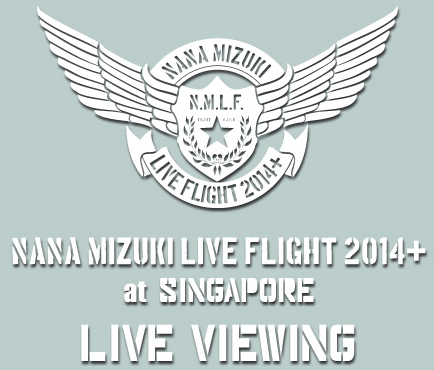 NANA MIZUKI
N.M.L.F.
LIVE FLIGHT 2014+
NANA MIZUKI LIVE FLIGHT 2014+
at SINGAPORE
LIVE VIEWING